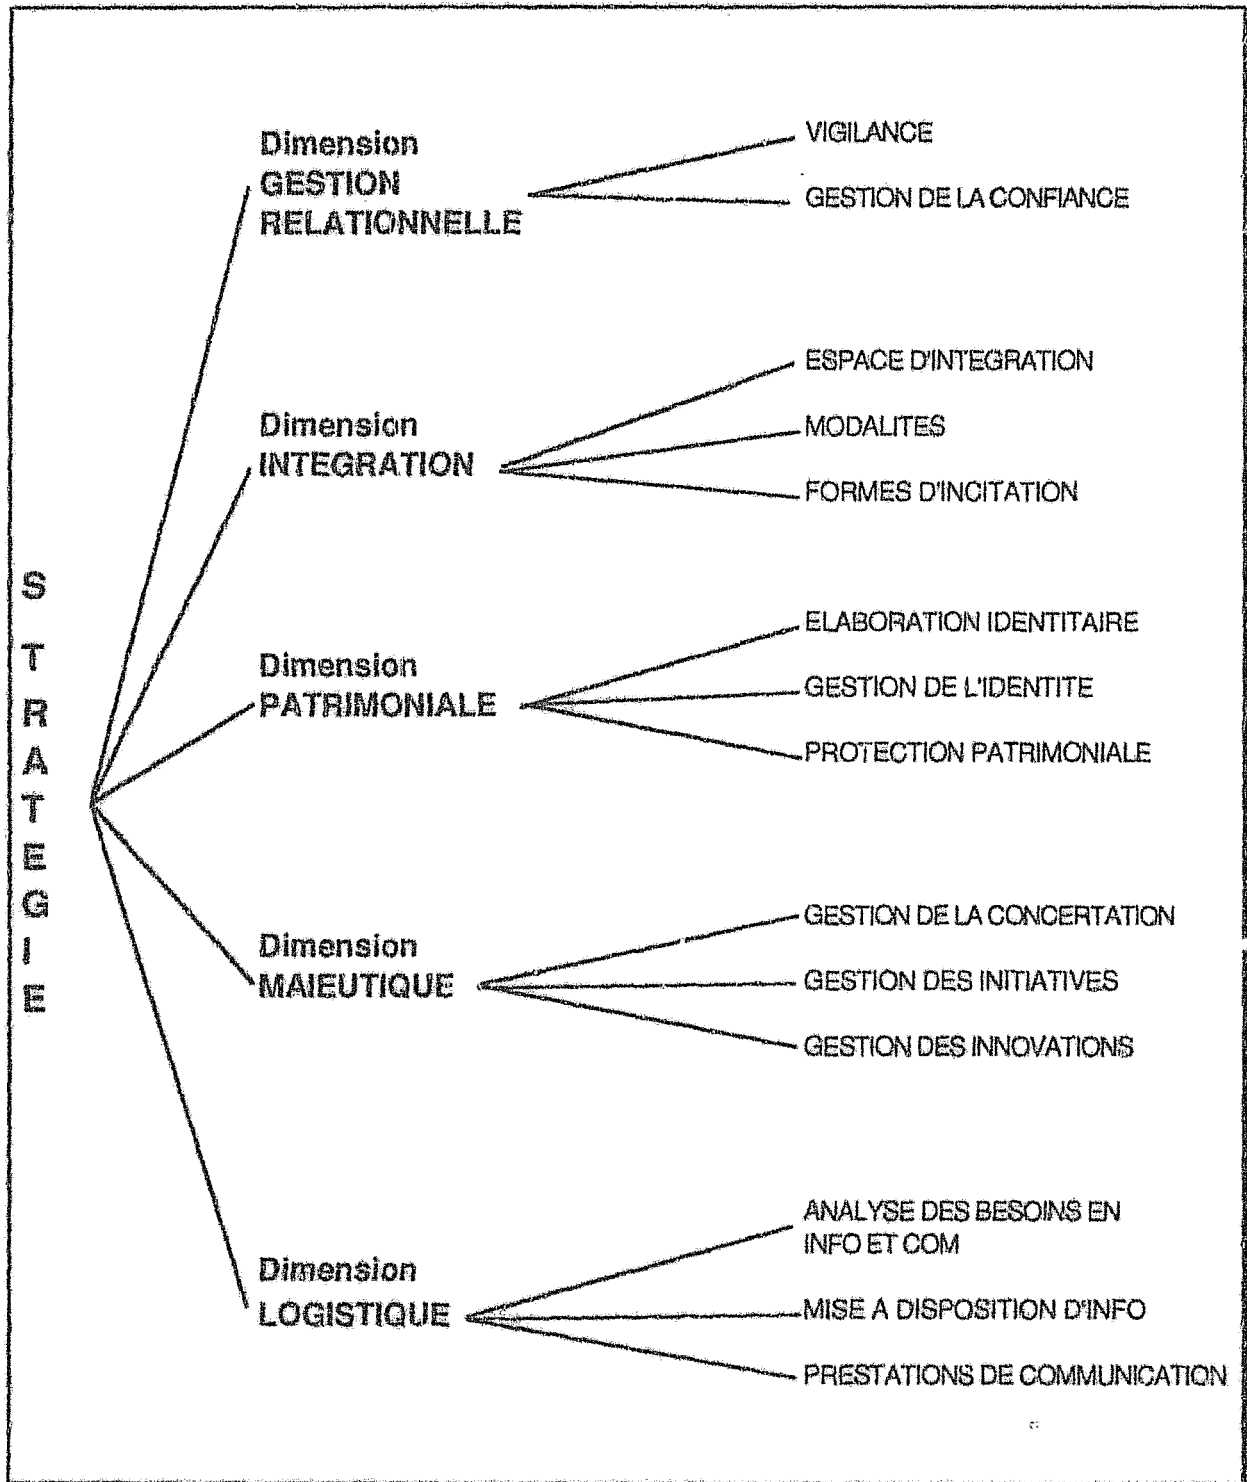 Dimension
GESTION
RELATIONNELLE
VIGILANCE
GESTION DE LA CONFIANCE
Dimension
INTEGRATION
ESPACE D'INTEGRATION
MODALITES
FORMES D'INCITATION
STRATEGIE
Dimension
PATRIMONIALE
ELABORATION IDENTITAIRE
GESTION DE L'IDENTITE
PROTECTION PATRIMONIALE
Dimension
MAIEUTIQUE
GESTION DE LA CONCERTATION
GESTION DES INITIATIVES
GESTION DES INNOVATIONS
Dimension
LOGISTIQUE
ANALYSE DES BESOINS EN
INFO ET COM
MISE A DISPOSITION D'INFO
PRESTATIONS DE COMMUNICATION